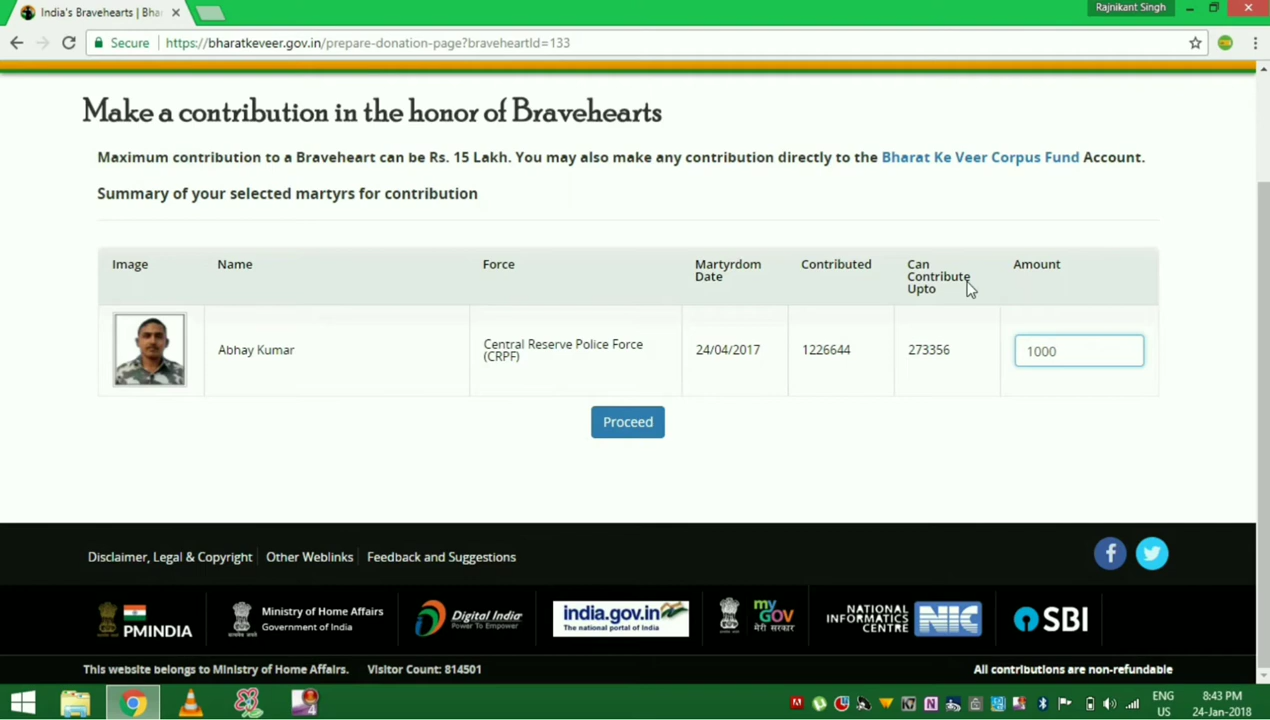 India's Bravehearts | Bha
Rajnikant Singh
Secure
https://bharatkeveer.gov.in/prepare-donation-page?braveheartId=133
Make a contribution in the honor of Bravehearts
Maximum contribution to a Braveheart can be Rs. 15 Lakh. You may also make any contribution directly to the Bharat Ke Veer Corpus Fund Account.
Summary of your selected martyrs for contribution
Image
Name
Force
Martyrdom
Date
Contributed
Can
Contribute
Upto
Amount
Abhay Kumar
Central Reserve Police Force
(CRPF)
24/04/2017
1226644
273356
1000
Proceed
Disclaimer, Legal & Copyright
Other Weblinks
Feedback and Suggestions
PMINDIA
Ministry of Home Affairs
Government of India
Digital India
Power To Empower
india.gov.in
The national portal of India
my
GOV
मेरी सरकार
NATIONAL
INFORMATICS
CENTRE
NIC
SBI
This website belongs to Ministry of Home Affairs.
Visitor Count: 814501
All contributions are non-refundable
4
ENG
US
8:43 PM
24-Jan-2018